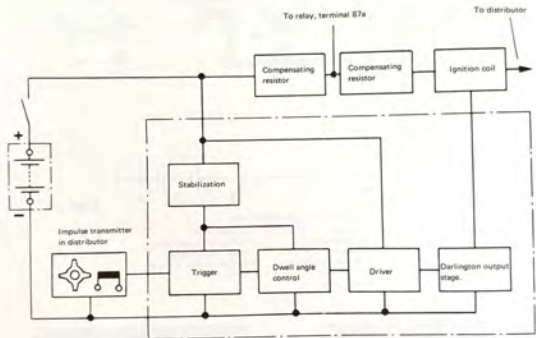 To relay, terminal 87a
To distributor
Compensating
resistor
Compensating
resistor
Ignition coil
+
Stabilization
−
Impulse transmitter
in distributor
Trigger
Dwell angle
control
Driver
Darlington output
stage.